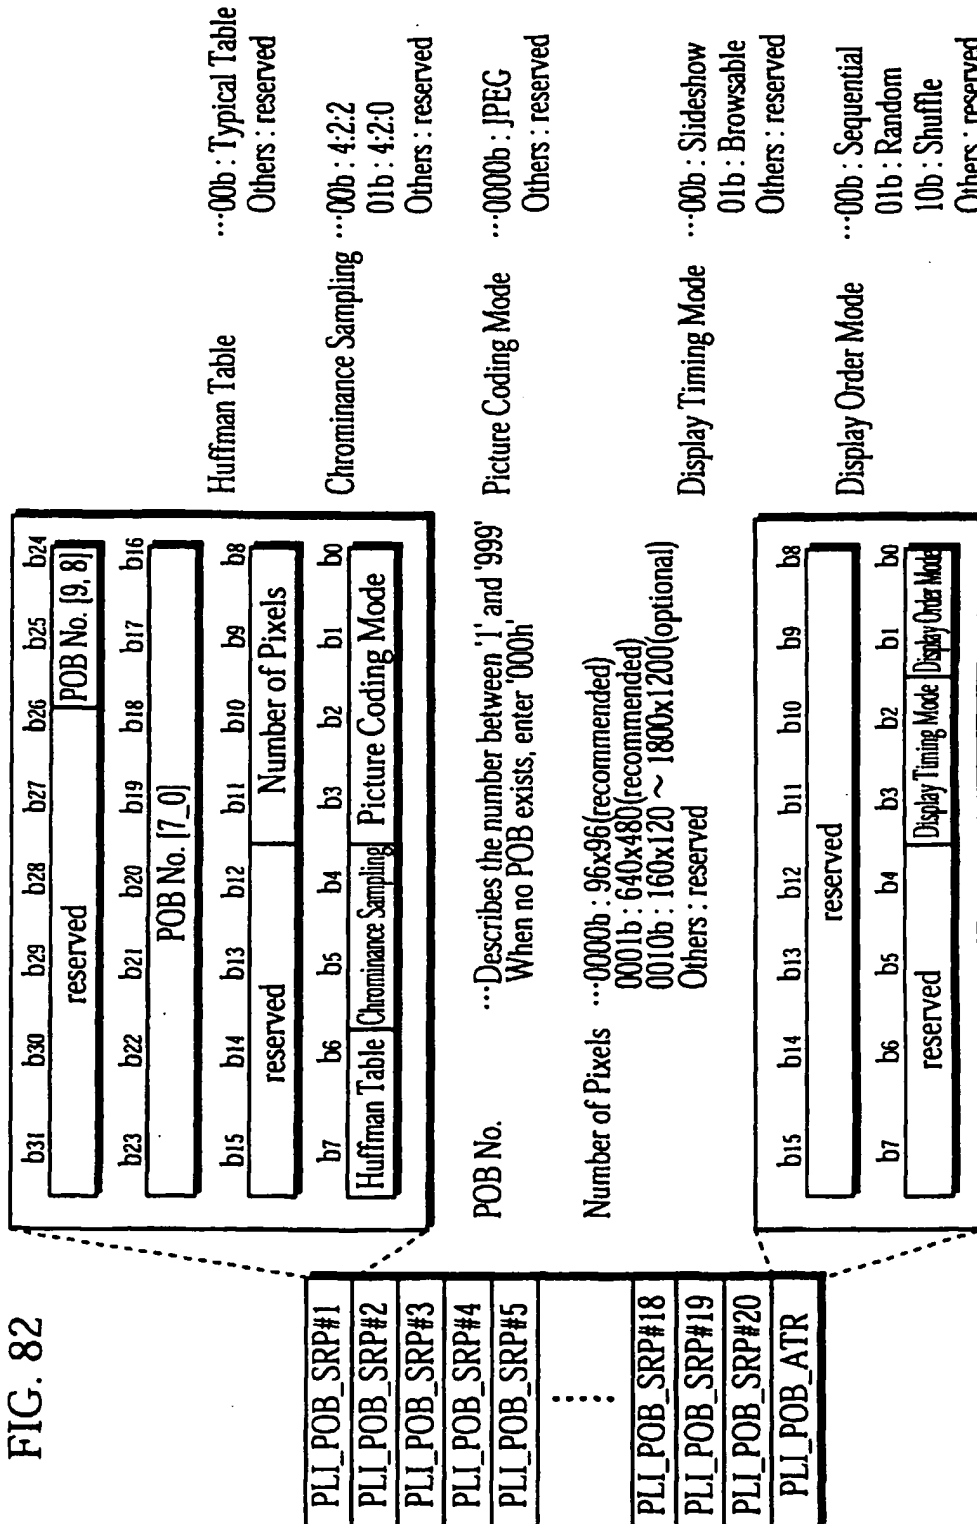 FIG. 82
PLI_POB_SRP#1
PLI_POB_SRP#2
PLI_POB_SRP#3
PLI_POB_SRP#4
PLI_POB_SRP#5
PLI_POB_SRP#18
PLI_POB_SRP#19
PLI_POB_SRP#20
PLI_POB_ATR
b31 b30 b29 b28 b27 b26 b25 b24
reserved POB No. [9, 8]
b23 b22 b21 b20 b19 b18 b17 b16
POB No. [7_0]
b15 b14 b13 b12 b11 b10 b9 b8
reserved Number of Pixels
b7 b6 b5 b4 b3 b2 b1 b0
Huffman Table Chrominance Sampling Picture Coding Mode
POB No. ···Describes the number between '1' and '999'
When no POB exists, enter '000h'
Number of Pixels ···0000b : 96x96(recommended)
0001b : 640x480(recommended)
0010b : 160x120 ~ 1800x1200(optional)
Others : reserved
b15 b14 b13 b12 b11 b10 b9 b8
reserved
b7 b6 b5 b4 b3 b2 b1 b0
reserved Display Timing Mode Display Order Mode
Huffman Table ···00b : Typical Table
Others : reserved
Chrominance Sampling ···00b : 4:2:2
01b : 4:2:0
Others : reserved
Picture Coding Mode ···0000b : JPEG
Others : reserved
Display Timing Mode ···00b : Slideshow
01b : Browsable
Others : reserved
Display Order Mode ···00b : Sequential
01b : Random
10b : Shuffle
Others : reserved